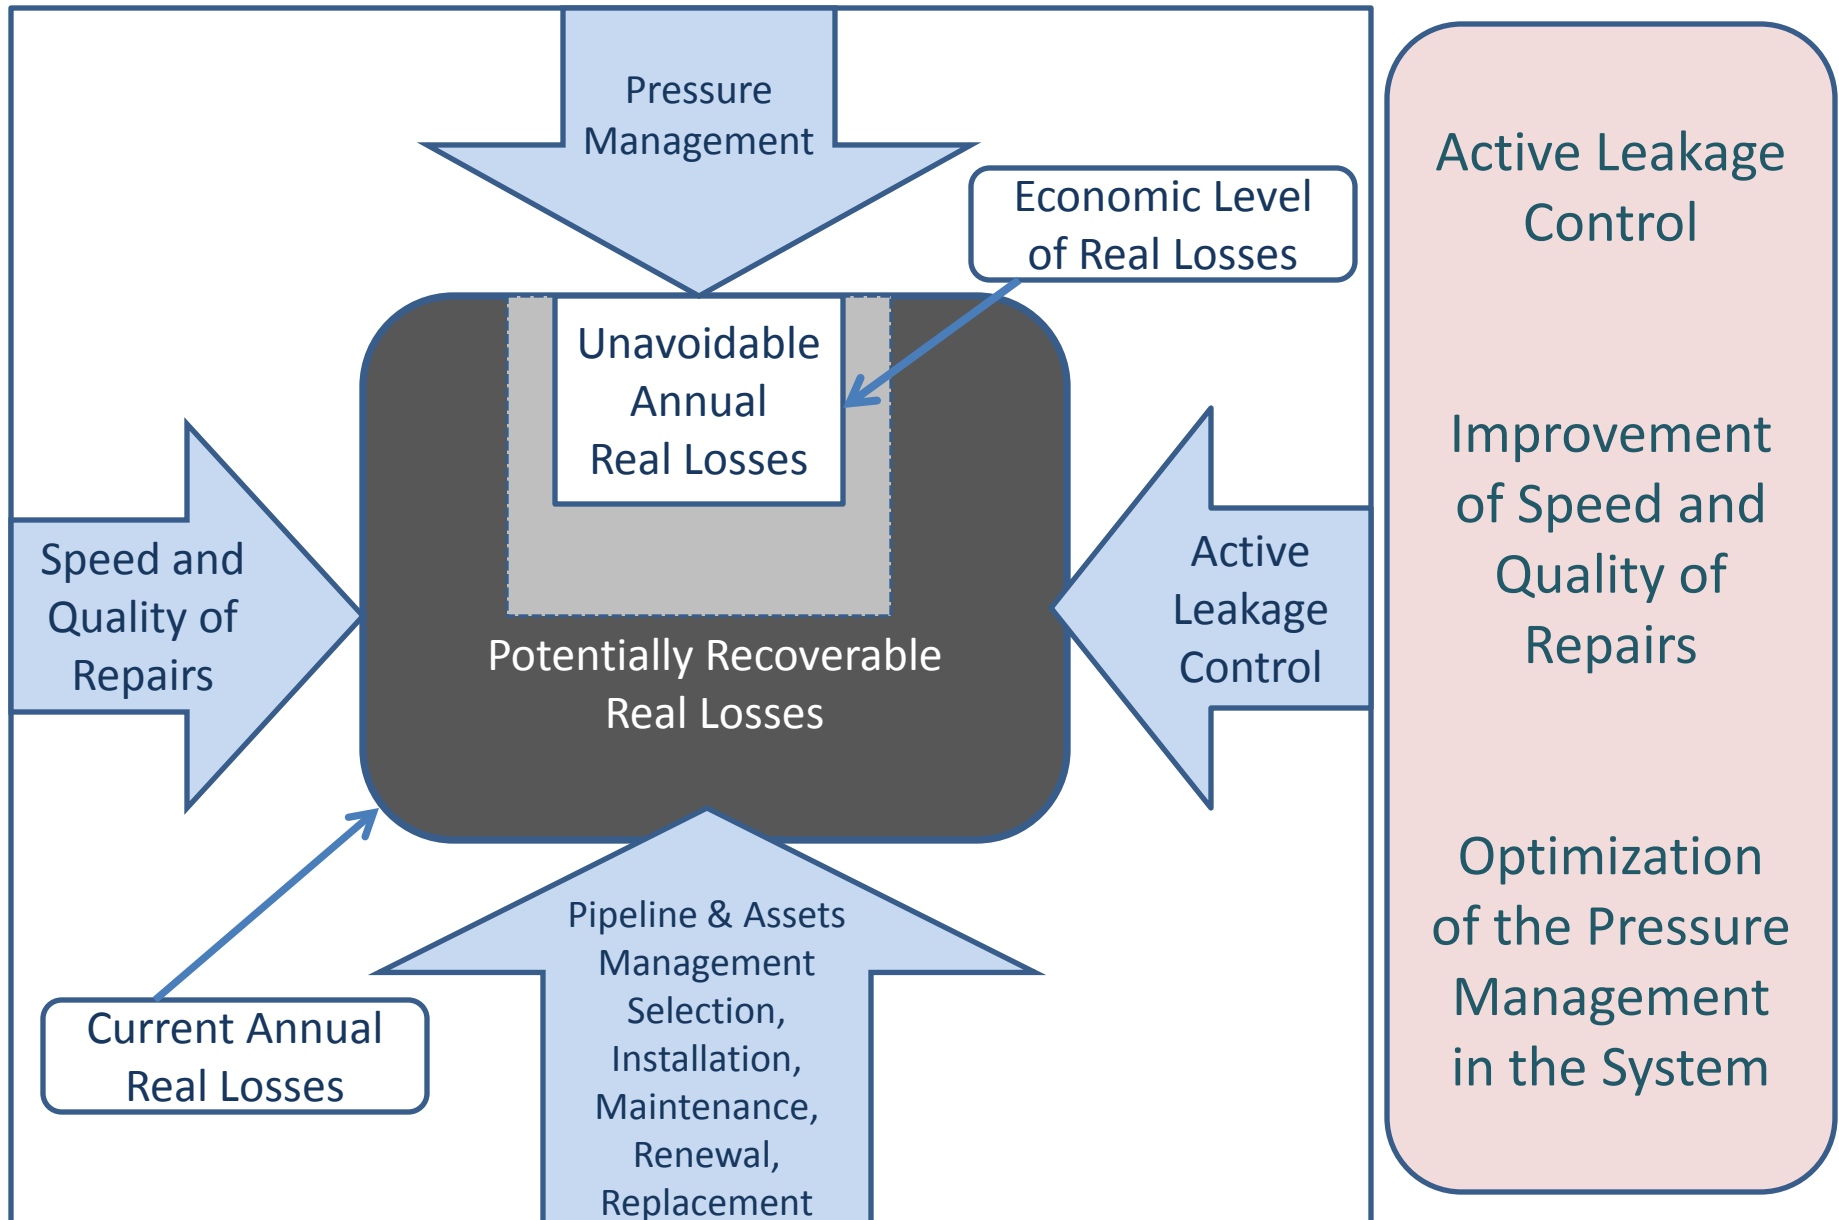 Pressure
Management
Economic Level
of Real Losses
Unavoidable
Annual
Real Losses
Speed and
Quality of
Repairs
Potentially Recoverable
Real Losses
Active
Leakage
Control
Current Annual
Real Losses
Pipeline & Assets
Management
Selection,
Installation,
Maintenance,
Renewal,
Replacement
Active Leakage
Control
Improvement
of Speed and
Quality of
Repairs
Optimization
of the Pressure
Management
in the System